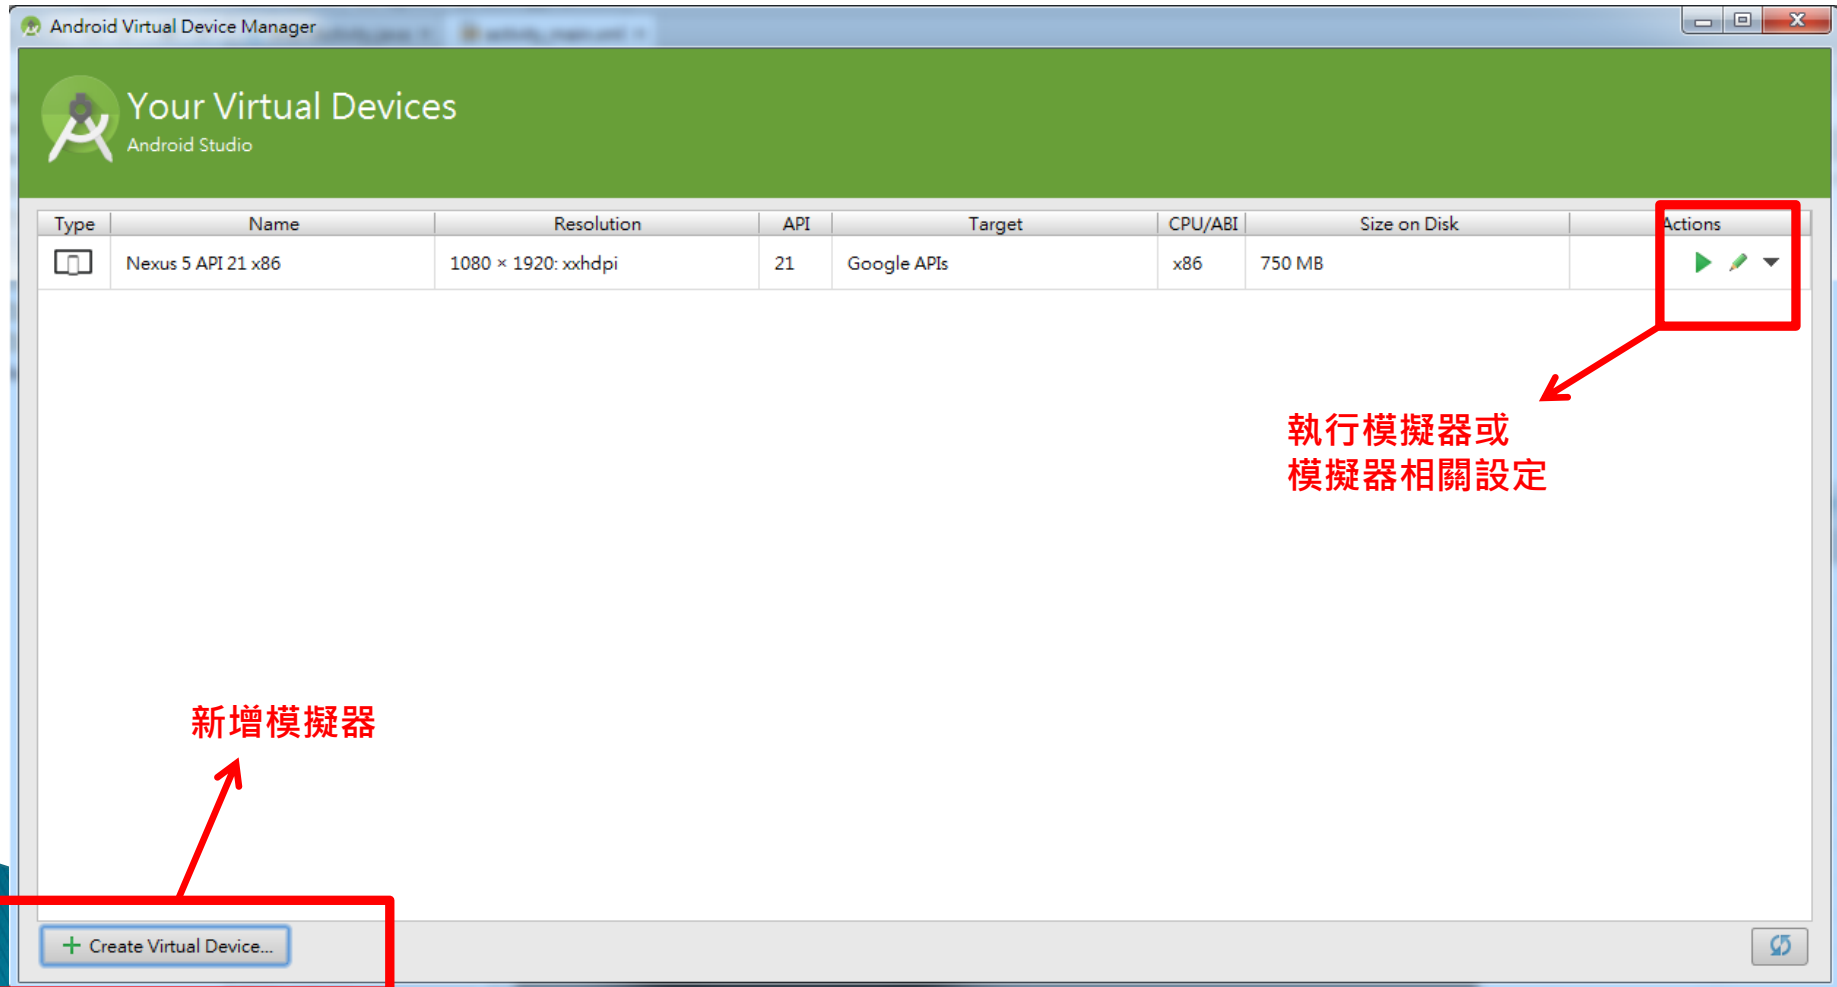 Android Virtual Device Manager
Your Virtual Devices
Android Studio
Type Name Resolution API Target CPU/ABI Size on Disk Actions
Nexus 5 API 21 x86 1080 × 1920: xxhdpi 21 Google APIs x86 750 MB
執行模擬器或
模擬器相關設定
新增模擬器
Create Virtual Device...